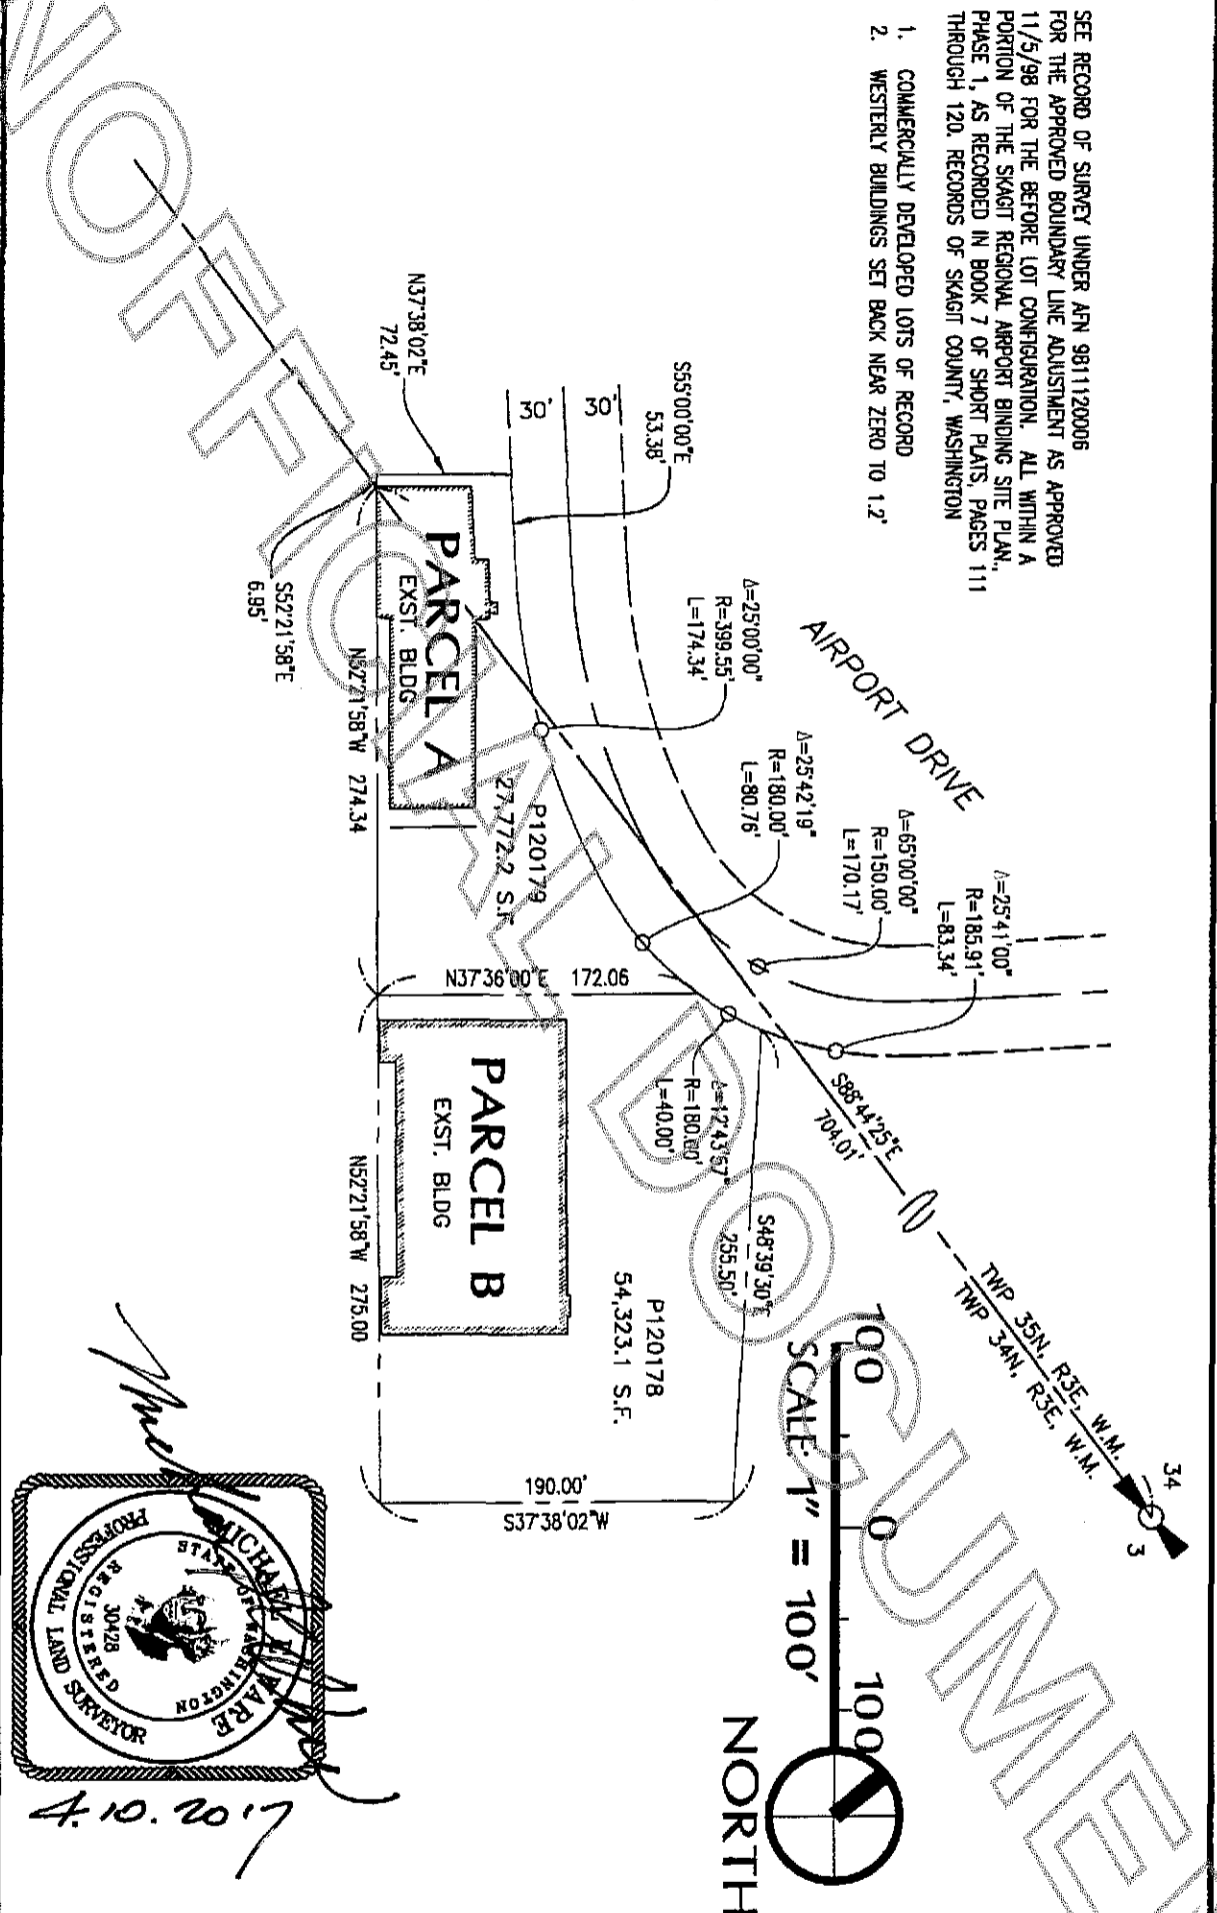 SEE RECORD OF SURVEY UNDER AFN 9811120006
FOR THE APPROVED BOUNDARY LINE ADJUSTMENT AS APPROVED
11/5/98 FOR THE BEFORE LOT CONFIGURATION. ALL WITHIN A
PORTION OF THE SKAGIT REGIONAL AIRPORT BINDING SITE PLAN.,
PHASE 1, AS RECORDED IN BOOK 7 OF SHORT PLATS, PAGES 111
THROUGH 120. RECORDS OF SKAGIT COUNTY, WASHINGTON
1. COMMERCIALLY DEVELOPED LOTS OF RECORD
2. WESTERLY BUILDINGS SET BACK NEAR ZERO TO 1.2'
AIRPORT DRIVE
N37°38'02"E
72.45'
S55°00'00"E
53.38'
30'
30'
Δ=25°00'00"
R=399.55'
L=174.34'
Δ=25°42'19"
R=180.00'
L=80.76'
Δ=65°00'00"
R=150.00'
L=170.17'
Δ=25°41'00"
R=185.91'
L=83.34'
S88°44'25"E
704.01'
TWP 35N, R3E, W.M.
TWP 34N, R3E, W.M.
34
3
PARCEL A
EXST. BLDG
P120179
27,772.2 S.F.
S52°21'58"E
6.95'
N52°21'58"W 274.34
N37°36'00"E 172.06
Δ=12°43'57"
R=180.00'
L=40.00'
S48°39'30"E
255.50'
PARCEL B
EXST. BLDG
P120178
54,323.1 S.F.
N52°21'58"W 275.00
190.00'
S37°38'02"W
100 0 100
SCALE: 1" = 100'
NORTH
MICHAEL L WARE
STATE OF WASHINGTON
30428
REGISTERED
PROFESSIONAL LAND SURVEYOR
4.10.2017
UNOFFICIAL DOCUMENT